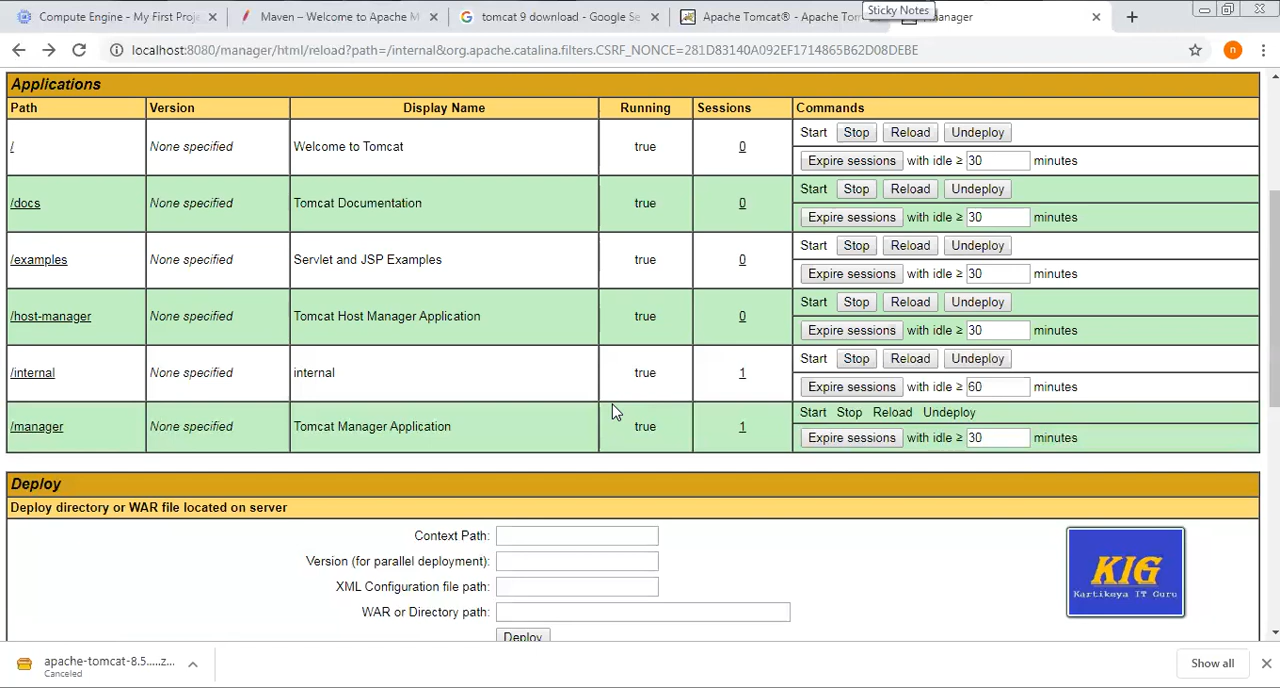 Compute Engine - My First Proj
Maven – Welcome to Apache M
tomcat 9 download - Google Se
Apache Tomcat® - Apache Tom
Sticky Notes
anager
localhost:8080/manager/html/reload?path=/internal&org.apache.catalina.filters.CSRF_NONCE=281D83140A092EF1714865B62D08DEBE
n
Applications
Path Version Display Name Running Sessions Commands
/ None specified Welcome to Tomcat true 0 Start Stop Reload Undeploy
Expire sessions with idle ≥ 30 minutes
/docs None specified Tomcat Documentation true 0 Start Stop Reload Undeploy
Expire sessions with idle ≥ 30 minutes
/examples None specified Servlet and JSP Examples true 0 Start Stop Reload Undeploy
Expire sessions with idle ≥ 30 minutes
/host-manager None specified Tomcat Host Manager Application true 0 Start Stop Reload Undeploy
Expire sessions with idle ≥ 30 minutes
/internal None specified internal true 1 Start Stop Reload Undeploy
Expire sessions with idle ≥ 60 minutes
/manager None specified Tomcat Manager Application true 1 Start Stop Reload Undeploy
Expire sessions with idle ≥ 30 minutes
Deploy
Deploy directory or WAR file located on server
Context Path:
Version (for parallel deployment):
XML Configuration file path:
WAR or Directory path:
Deploy
KIG
Kartikeya IT Guru
apache-tomcat-8.5.....z...
Canceled
Show all